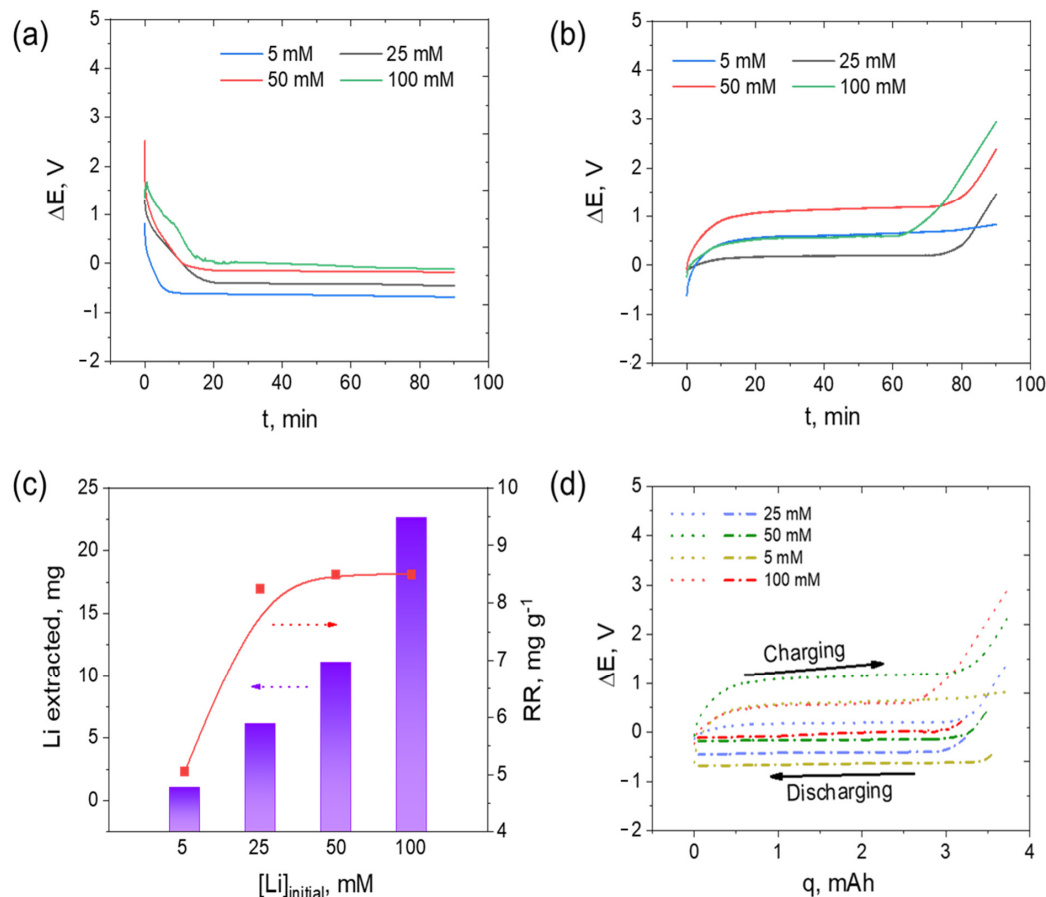 (a)
5
4
3
2
1
0
−1
−2
ΔE, V
5 mM
25 mM
50 mM
100 mM
0
20
40
60
80
100
t, min
(b)
5
4
3
2
1
0
−1
−2
ΔE, V
5 mM
25 mM
50 mM
100 mM
0
20
40
60
80
100
t, min
(c)
25
20
15
10
5
0
Li extracted, mg
10
9
8
7
6
5
4
RR, mg g⁻¹
5
25
50
100
[Li]initial, mM
(d)
5
4
3
2
1
0
−1
−2
ΔE, V
25 mM
50 mM
5 mM
100 mM
Charging
Discharging
0
1
2
3
4
q, mAh